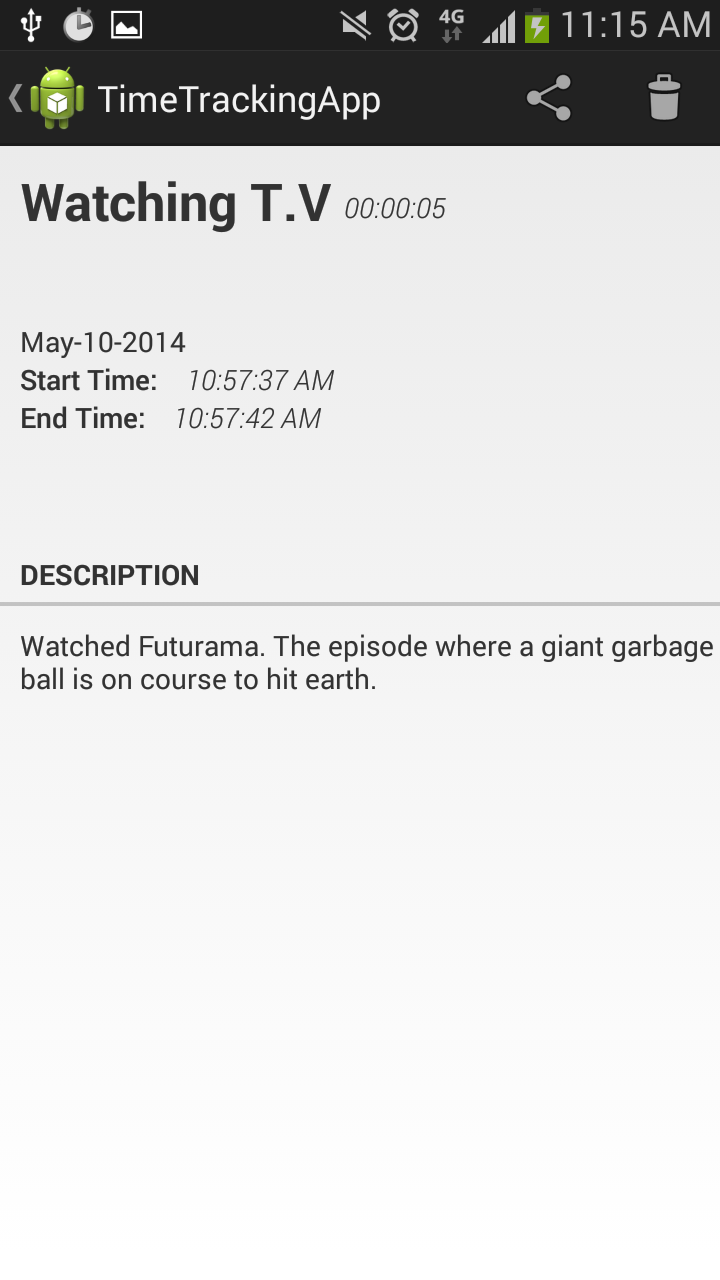 4G 11:15 AM
TimeTrackingApp
Watching T.V 00:00:05
May-10-2014
Start Time: 10:57:37 AM
End Time: 10:57:42 AM
DESCRIPTION
Watched Futurama. The episode where a giant garbage
ball is on course to hit earth.